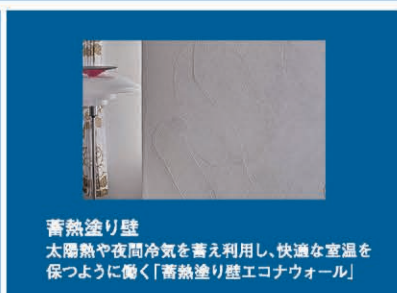 蓄熱塗り壁
太陽熱や夜間冷気を蓄え利用し、快適な室温を
保つように働く「蓄熱塗り壁エコナウォール」